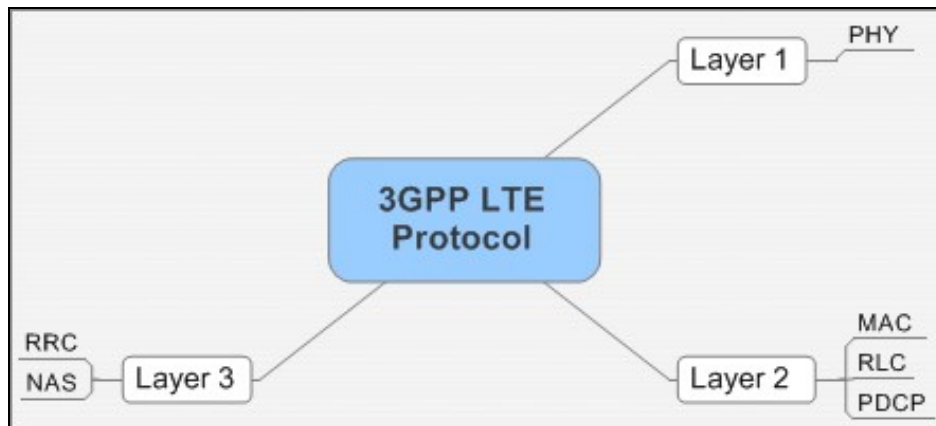 PHY
Layer 1
3GPP LTE
Protocol
RRC
NAS
Layer 3
Layer 2
MAC
RLC
PDCP